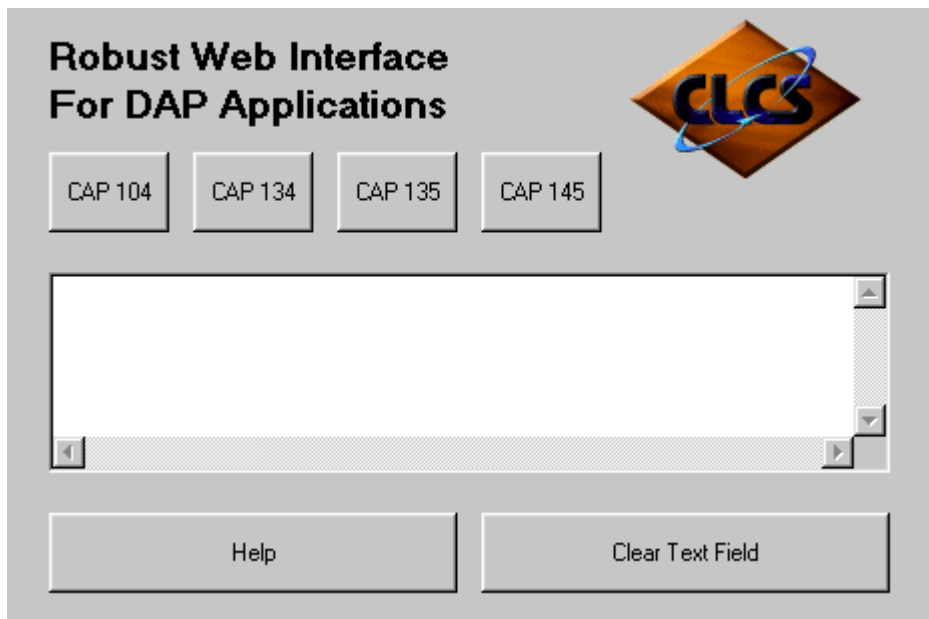 Robust Web Interface
For DAP Applications
CLCS
CAP 104 CAP 134 CAP 135 CAP 145
Help Clear Text Field